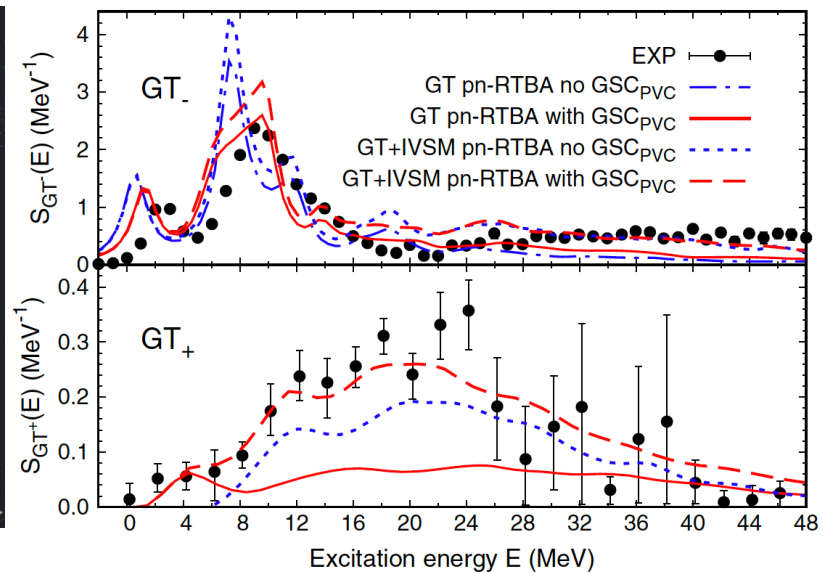 S_GT-(E) (MeV⁻¹)
4
3
2
1
0
GT₋
EXP
GT pn-RTBA no GSC_PVC
GT pn-RTBA with GSC_PVC
GT+IVSM pn-RTBA no GSC_PVC
GT+IVSM pn-RTBA with GSC_PVC
S_GT+(E) (MeV⁻¹)
0.4
0.3
0.2
0.1
0.0
GT₊
0 4 8 12 16 20 24 28 32 36 40 44 48
Excitation energy E (MeV)